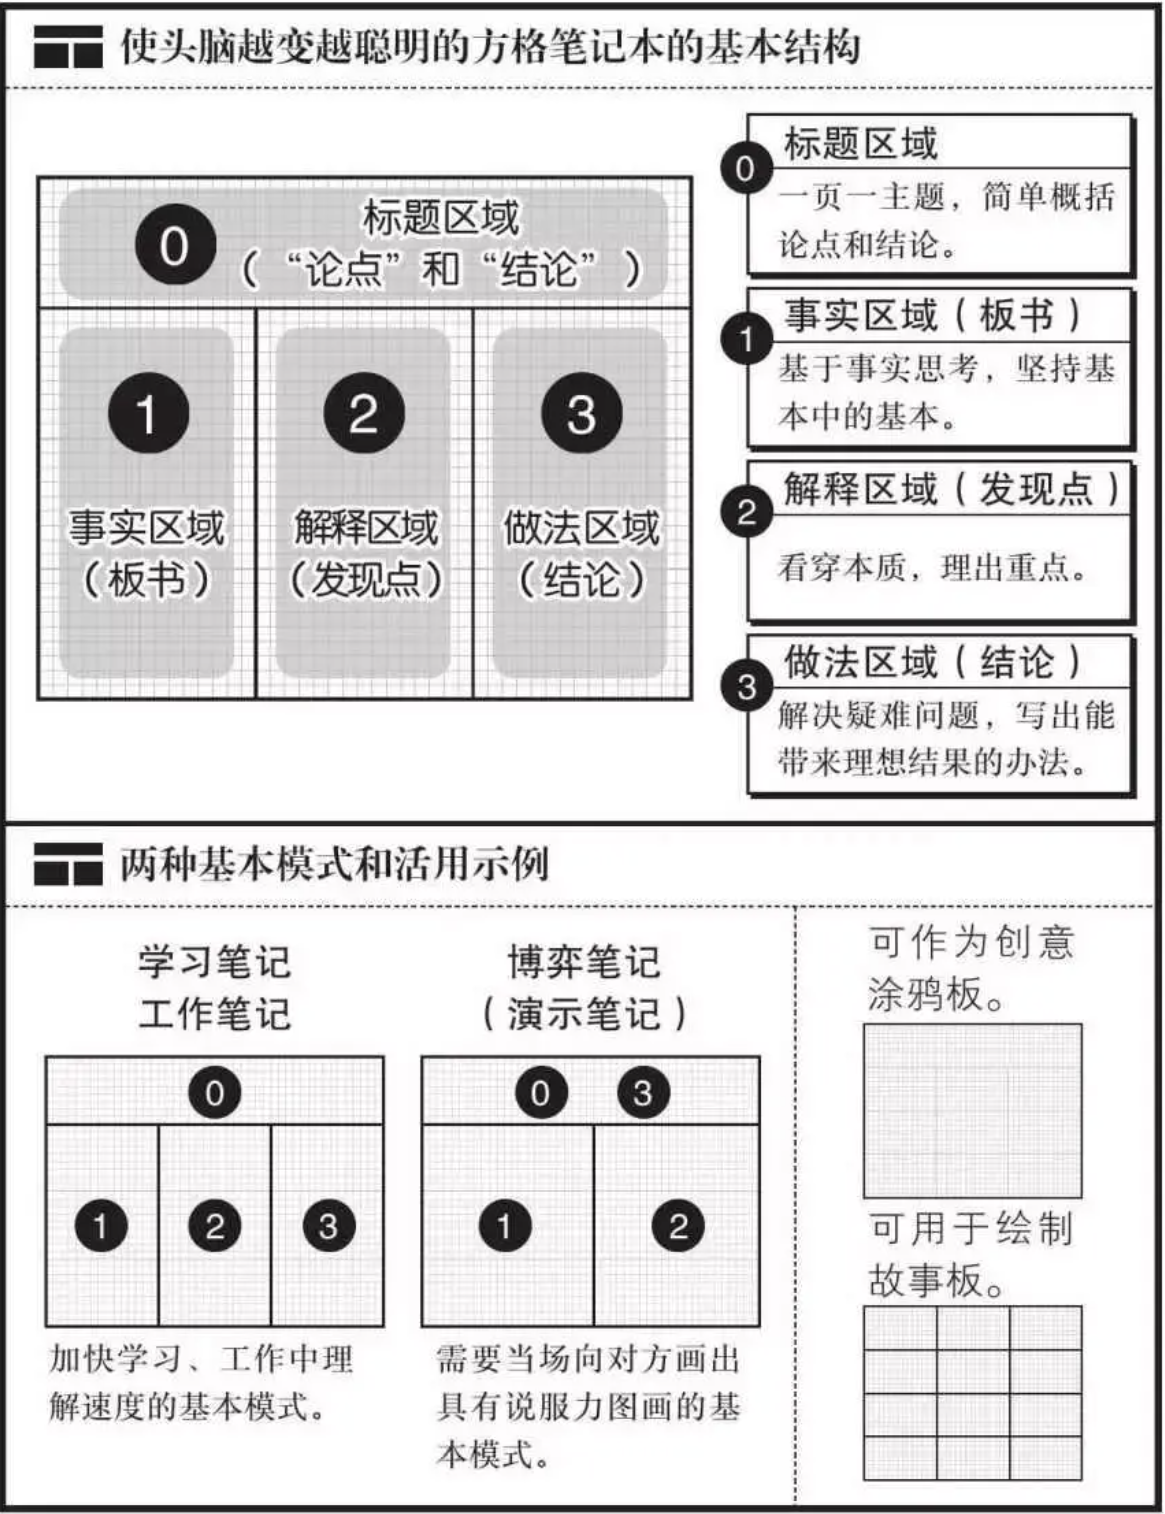 使头脑越变越聪明的方格笔记本的基本结构
0
标题区域
（“论点”和“结论”）
1
事实区域
（板书）
2
解释区域
（发现点）
3
做法区域
（结论）
0
标题区域
一页一主题，简单概括
论点和结论。
1
事实区域（板书）
基于事实思考，坚持基
本中的基本。
2
解释区域（发现点）
看穿本质，理出重点。
3
做法区域（结论）
解决疑难问题，写出能
带来理想结果的办法。
两种基本模式和活用示例
学习笔记
工作笔记
0
1 2 3
加快学习、工作中理
解速度的基本模式。
博弈笔记
（演示笔记）
0 3
1 2
需要当场向对方画出
具有说服力图画的基
本模式。
可作为创意
涂鸦板。
可用于绘制
故事板。